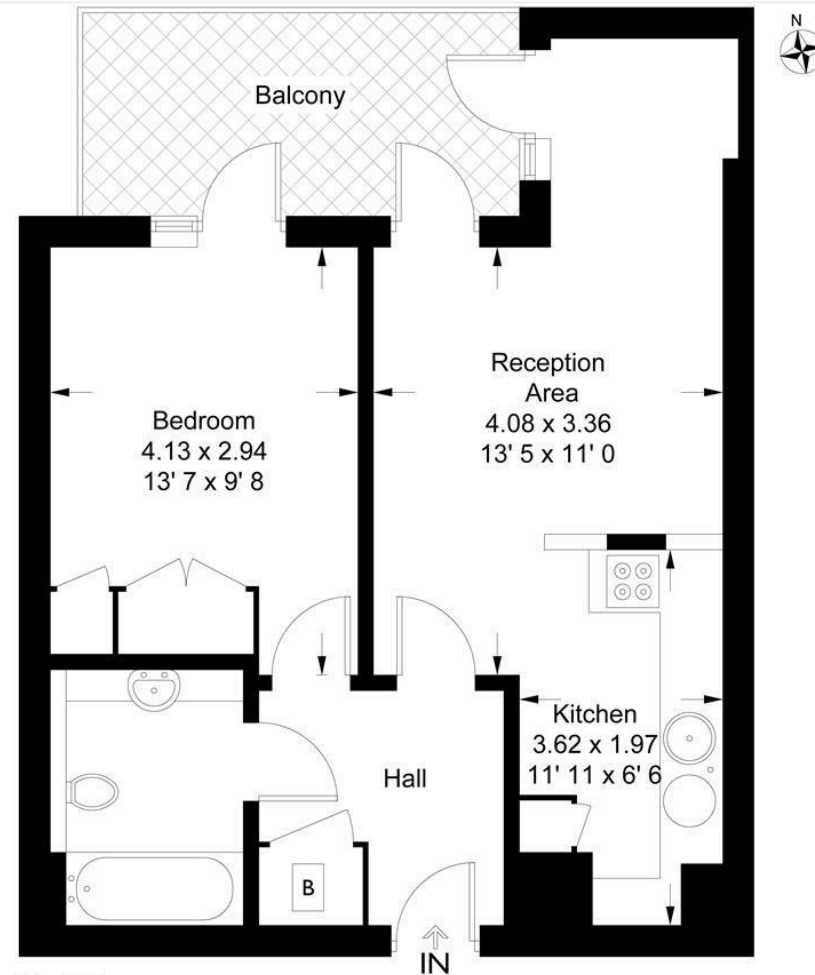 N
Balcony
Reception
Area
4.08 x 3.36
13' 5 x 11' 0
Bedroom
4.13 x 2.94
13' 7 x 9' 8
Kitchen
3.62 x 1.97
11' 11 x 6' 6
Hall
B
IN